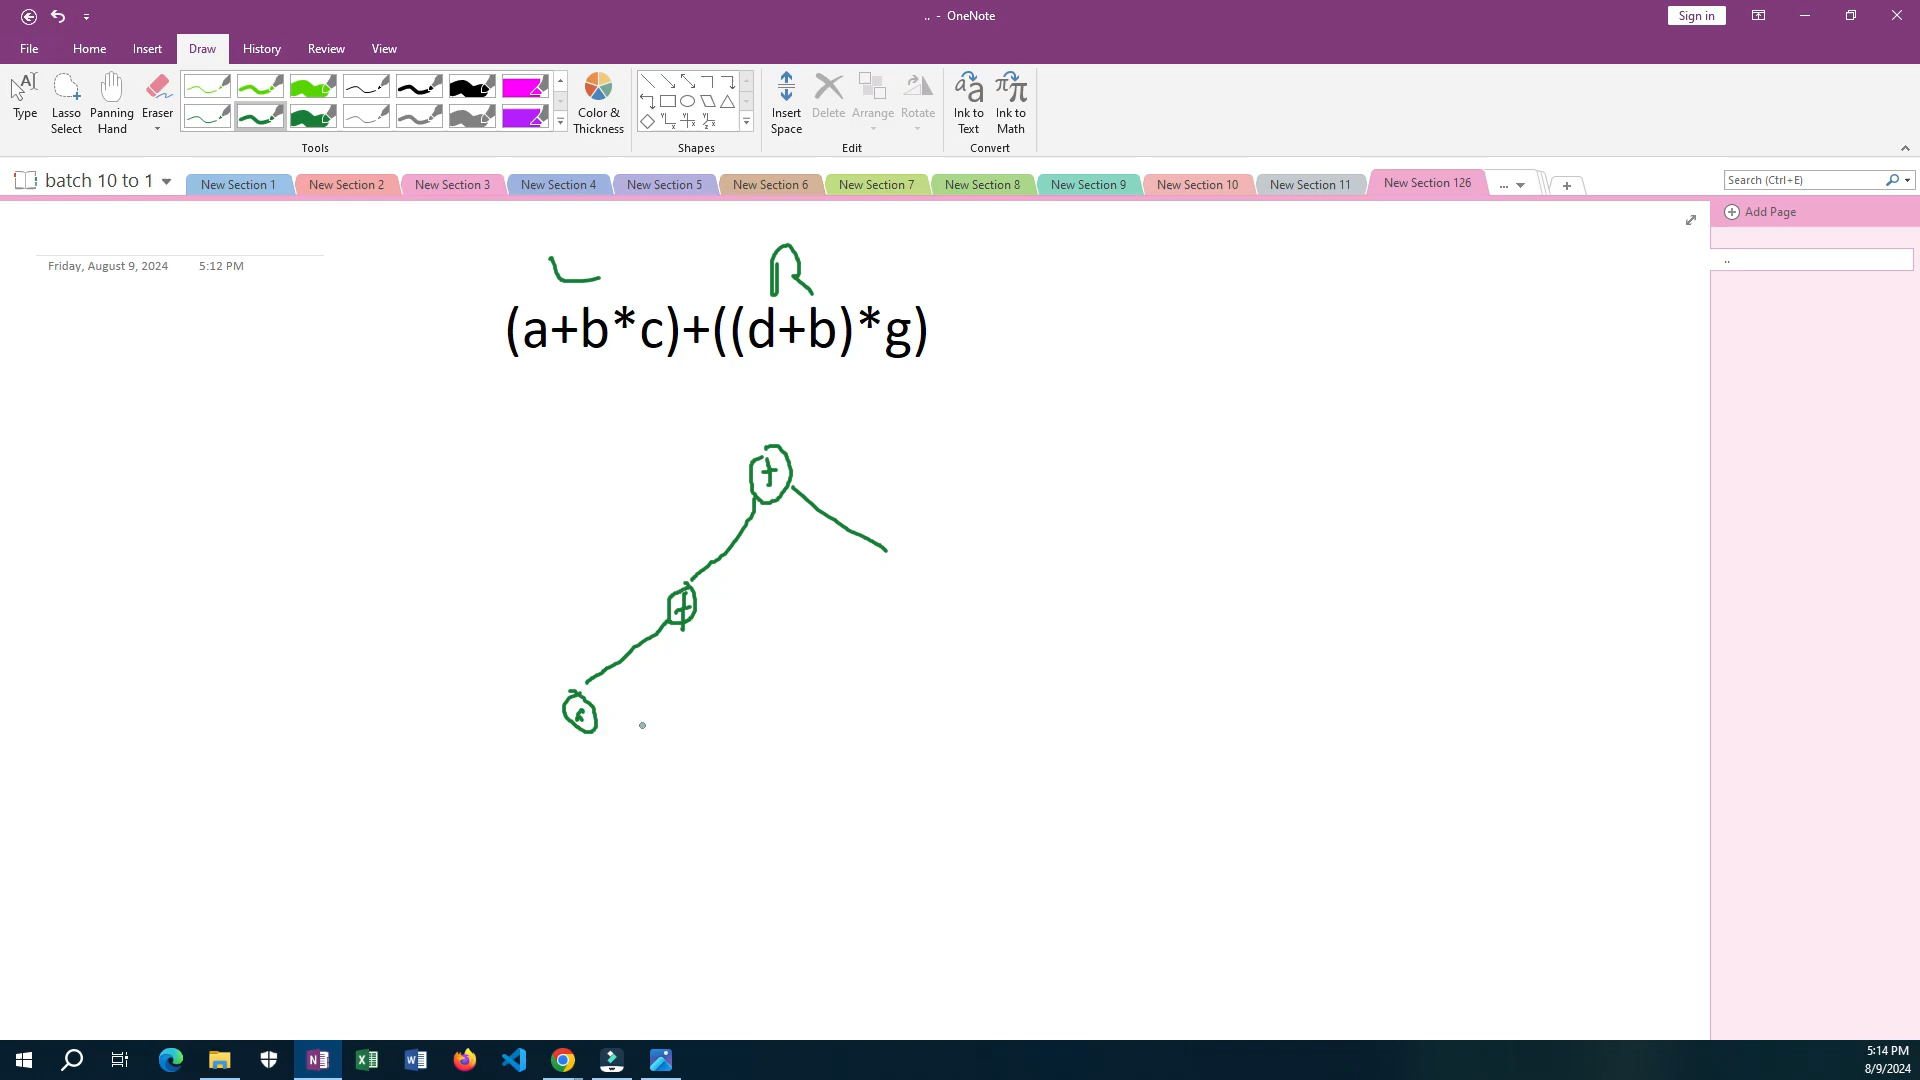 .. - OneNote
Sign in
File Home Insert Draw History Review View
Type
Lasso Select
Panning Hand
Eraser
Color & Thickness
Insert Space
Delete
Arrange
Rotate
Ink to Text
Ink to Math
Tools
Shapes
Edit
Convert
batch 10 to 1
New Section 1 New Section 2 New Section 3 New Section 4 New Section 5 New Section 6 New Section 7 New Section 8 New Section 9 New Section 10 New Section 11 New Section 126 ...
Search (Ctrl+E)
Add Page
..
Friday, August 9, 2024 5:12 PM
L R
(a+b*c)+((d+b)*g)
+
+
5:14 PM
8/9/2024